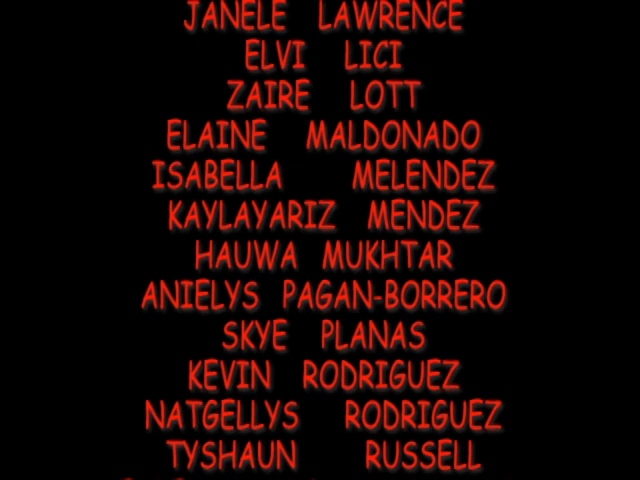 JANELE LAWRENCE
ELVI LICI
ZAIRE LOTT
ELAINE MALDONADO
ISABELLA MELENDEZ
KAYLAYARIZ MENDEZ
HAUWA MUKHTAR
ANIELYS PAGAN-BORRERO
SKYE PLANAS
KEVIN RODRIGUEZ
NATGELLYS RODRIGUEZ
TYSHAUN RUSSELL